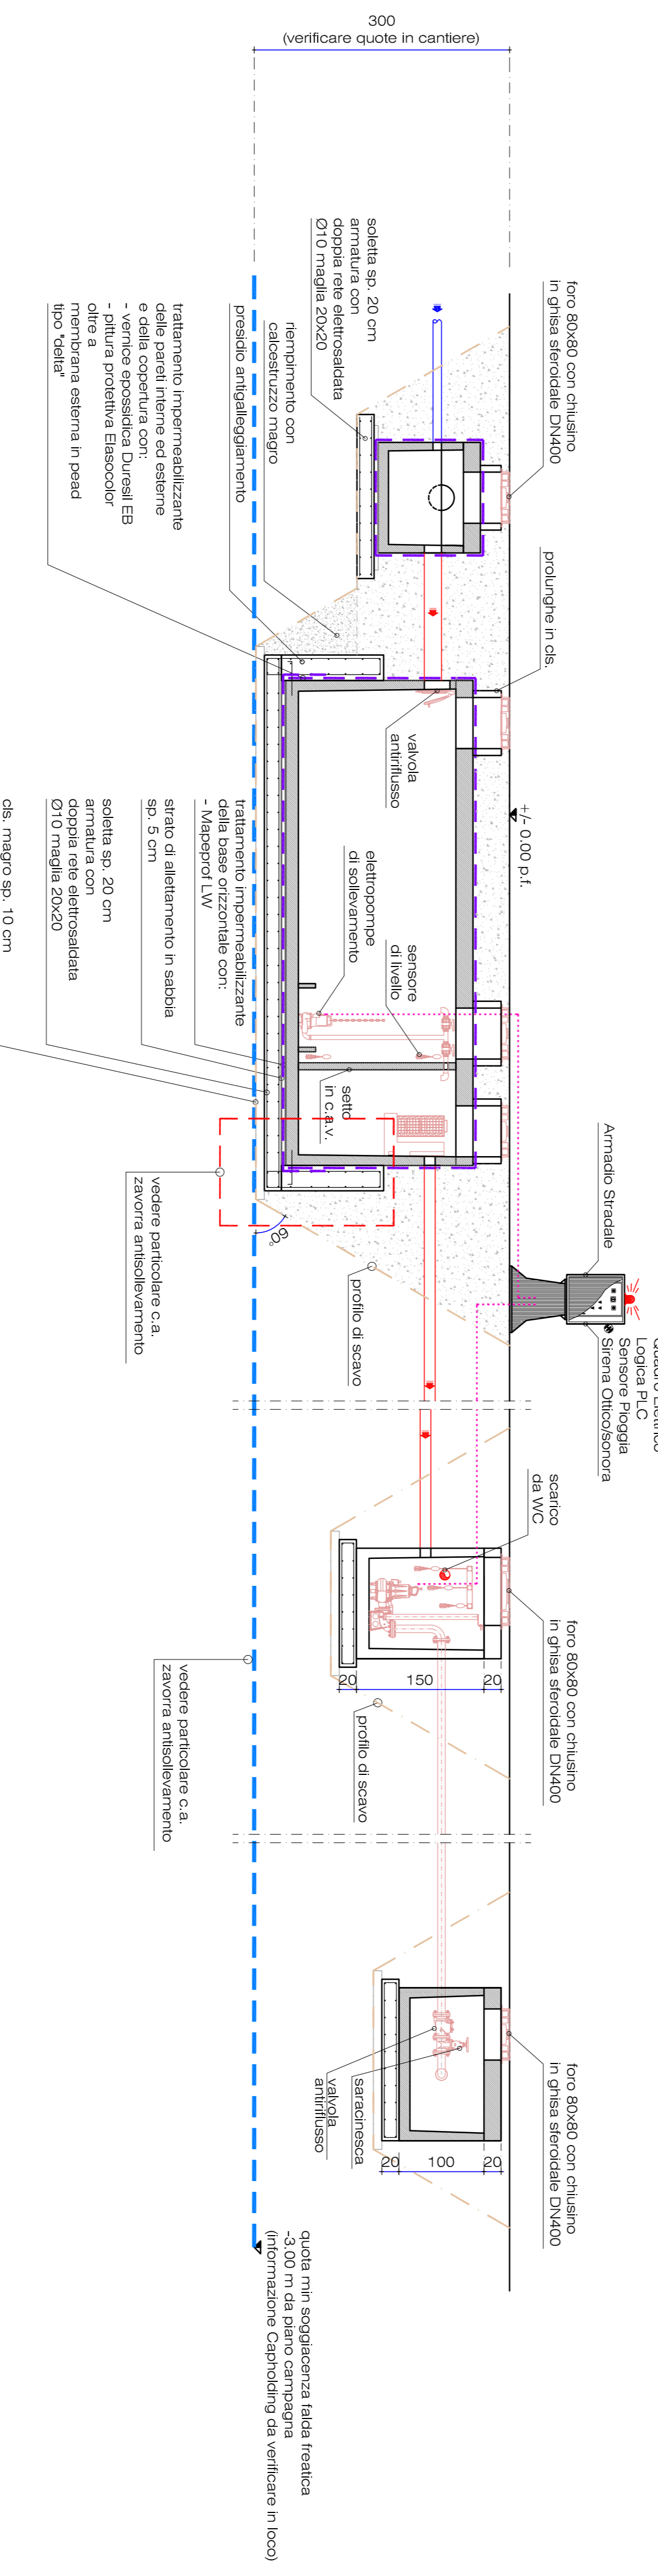 300
(verificare quote in cantiere)
foro 80x80 con chiusino
in ghisa sferoidale DN400
soletta sp. 20 cm
armatura con
doppia rete elettrosaldata
Ø10 maglia 20x20
riempimento con
calcestruzzo magro
presidio antigalleggiamento
trattamento impermeabilizzante
delle pareti interne ed esterne
e della copertura con:
- vernice epossidica Duresil EB
- pittura protettiva Elasocolor
oltre a
membrana esterna in pead
tipo "delta"
prolunghe in cls.
valvola
antiriflusso
+/- 0.00 p.f.
elettropompe
di sollevamento
sensore
di livello
setto
in c.a.v.
trattamento impermeabilizzante
della base orizzontale con:
- Mapeprof LW
strato di allettamento in sabbia
sp. 5 cm
soletta sp. 20 cm
armatura con
doppia rete elettrosaldata
Ø10 maglia 20x20
cls. magro sp. 10 cm
Armadio Stradale
Quadro Elettrico
Logica PLC
Sensore Pioggia
Sirena Ottico/sonora
60°
vedere particolare c.a.
zavorra antisollevamento
profilo di scavo
scarico
da WC
foro 80x80 con chiusino
in ghisa sferoidale DN400
20
150
20
profilo di scavo
vedere particolare c.a.
zavorra antisollevamento
foro 80x80 con chiusino
in ghisa sferoidale DN400
saracinesca
valvola
antiriflusso
20
100
20
quota min soggiacenza falda freatica
-3.00 m da piano campagna
(informazione Capholding da verificare in loco)